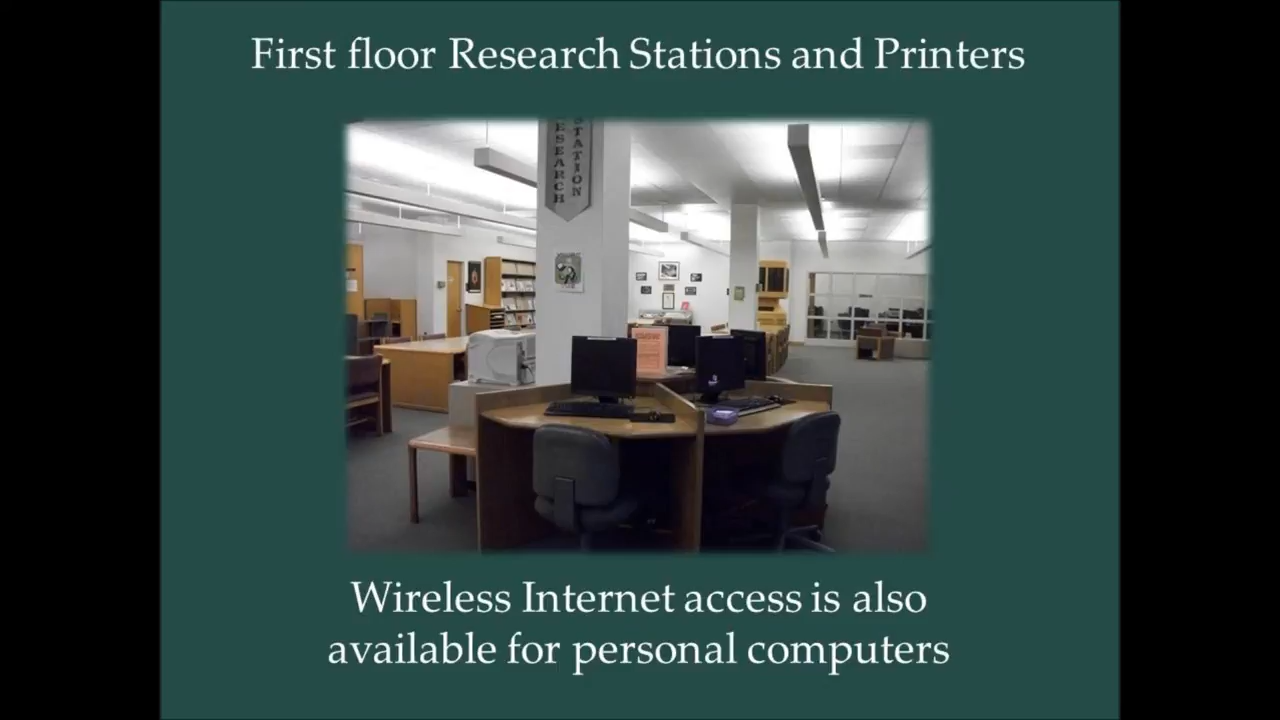 First floor Research Stations and Printers
RESEARCH
STATION
Wireless Internet access is also
available for personal computers